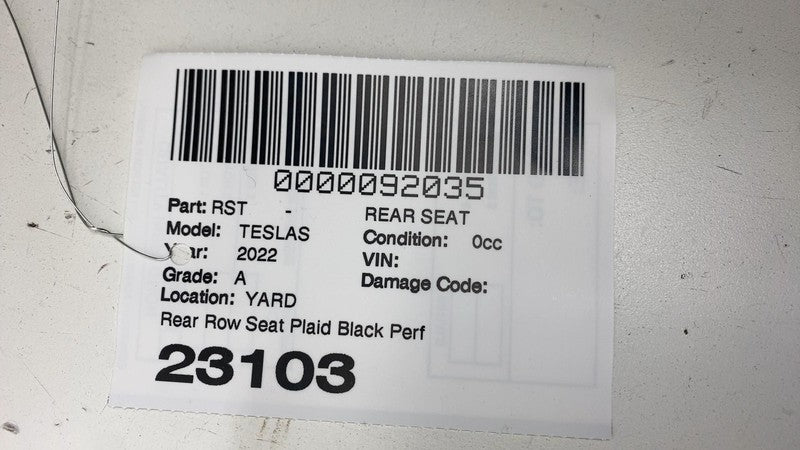 0000092035
Part: RST - REAR SEAT
Model: TESLAS Condition: 0cc
Year: 2022 VIN:
Grade: A Damage Code:
Location: YARD
Rear Row Seat Plaid Black Perf
23103